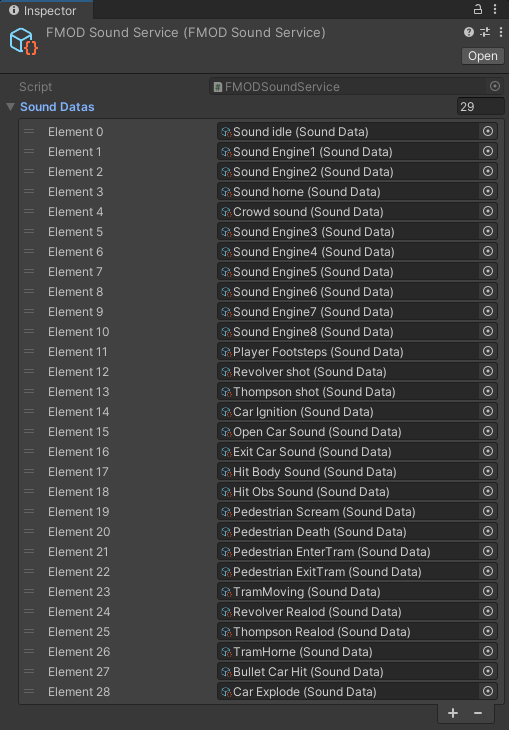 Inspector
FMOD Sound Service (FMOD Sound Service)
Open
Script FMODSoundService
Sound Datas 29
Element 0 Sound idle (Sound Data)
Element 1 Sound Engine1 (Sound Data)
Element 2 Sound Engine2 (Sound Data)
Element 3 Sound horne (Sound Data)
Element 4 Crowd sound (Sound Data)
Element 5 Sound Engine3 (Sound Data)
Element 6 Sound Engine4 (Sound Data)
Element 7 Sound Engine5 (Sound Data)
Element 8 Sound Engine6 (Sound Data)
Element 9 Sound Engine7 (Sound Data)
Element 10 Sound Engine8 (Sound Data)
Element 11 Player Footsteps (Sound Data)
Element 12 Revolver shot (Sound Data)
Element 13 Thompson shot (Sound Data)
Element 14 Car Ignition (Sound Data)
Element 15 Open Car Sound (Sound Data)
Element 16 Exit Car Sound (Sound Data)
Element 17 Hit Body Sound (Sound Data)
Element 18 Hit Obs Sound (Sound Data)
Element 19 Pedestrian Scream (Sound Data)
Element 20 Pedestrian Death (Sound Data)
Element 21 Pedestrian EnterTram (Sound Data)
Element 22 Pedestrian ExitTram (Sound Data)
Element 23 TramMoving (Sound Data)
Element 24 Revolver Realod (Sound Data)
Element 25 Thompson Realod (Sound Data)
Element 26 TramHorne (Sound Data)
Element 27 Bullet Car Hit (Sound Data)
Element 28 Car Explode (Sound Data)